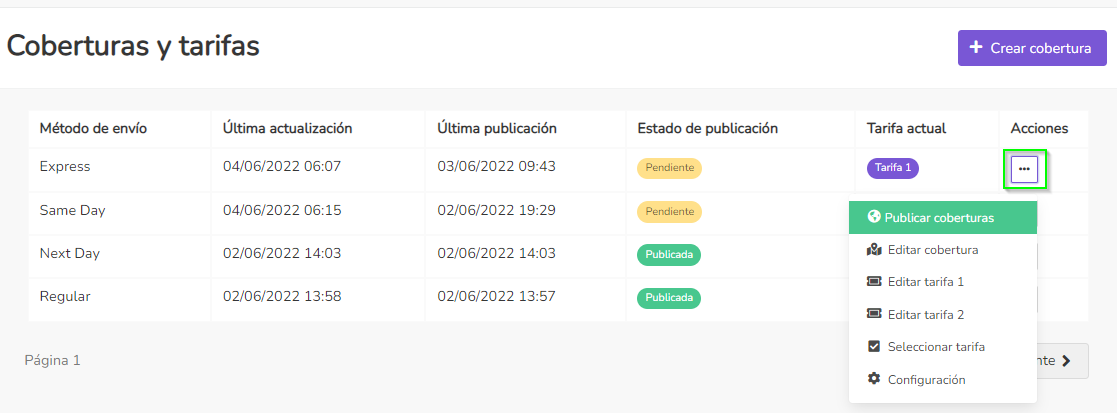 Coberturas y tarifas
Crear cobertura
Método de envío Última actualización Última publicación Estado de publicación Tarifa actual Acciones
Express 04/06/2022 06:07 03/06/2022 09:43 Pendiente Tarifa 1
Same Day 04/06/2022 06:15 02/06/2022 19:29 Pendiente
Publicar coberturas
Next Day 02/06/2022 14:03 02/06/2022 14:03 Publicada
Editar cobertura
Editar tarifa 1
Regular 02/06/2022 13:58 02/06/2022 13:57 Publicada
Editar tarifa 2
Seleccionar tarifa
Página 1
Configuración